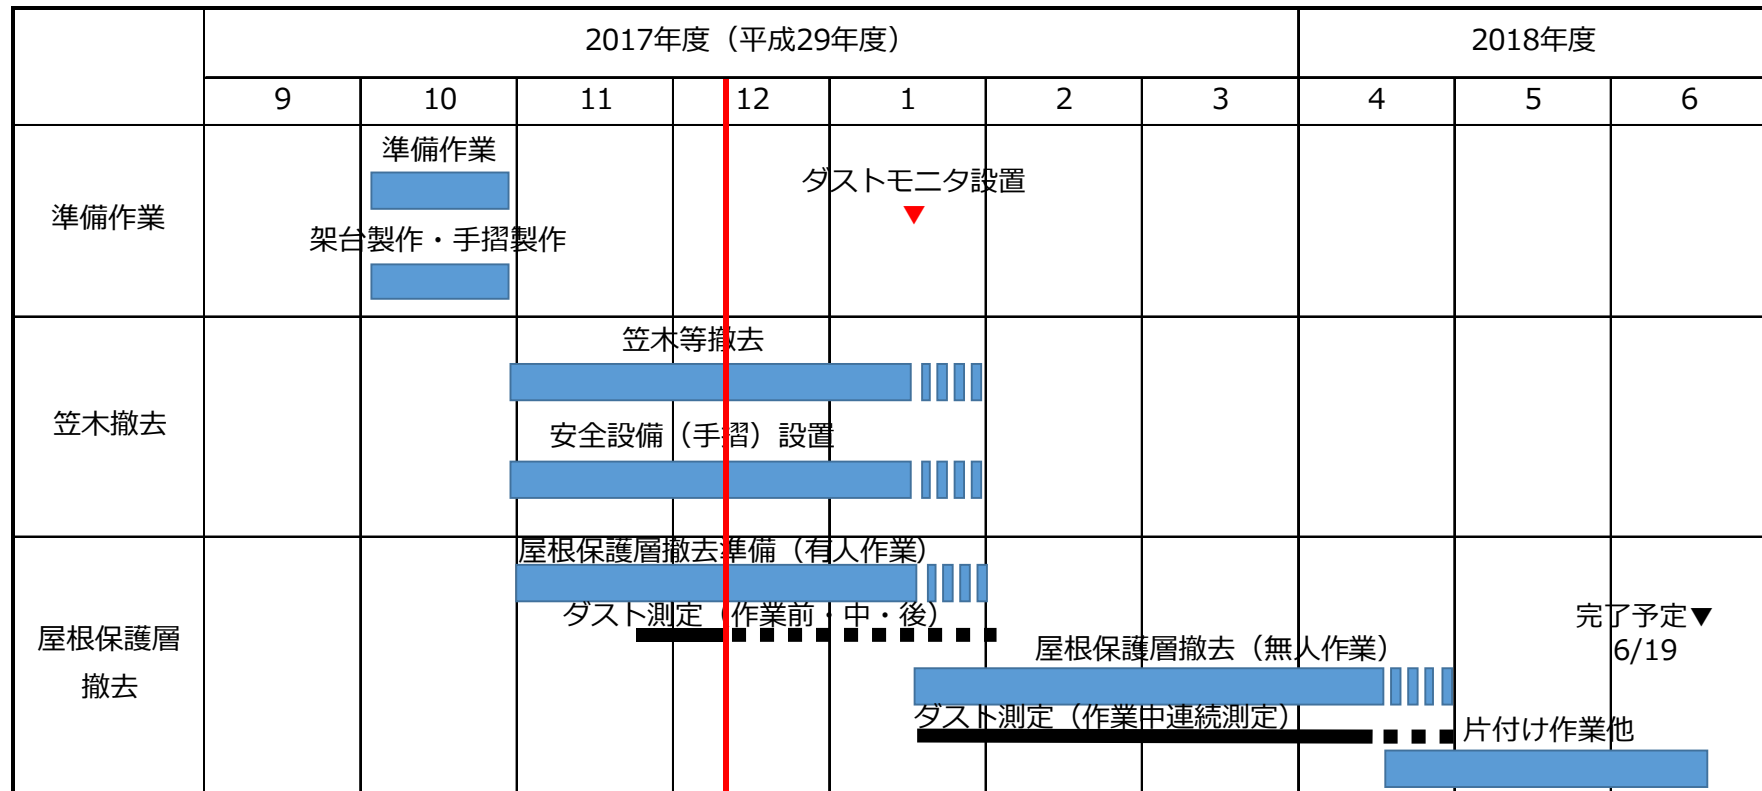 2017年度（平成29年度）
2018年度
9
10
11
12
1
2
3
4
5
6
準備作業
準備作業
架台製作・手摺製作
ダストモニタ設置
▼
笠木撤去
笠木等撤去
安全設備（手摺）設置
屋根保護層
撤去
屋根保護層撤去準備（有人作業）
ダスト測定（作業前・中・後）
屋根保護層撤去（無人作業）
ダスト測定（作業中連続測定）
完了予定▼
6/19
片付け作業他